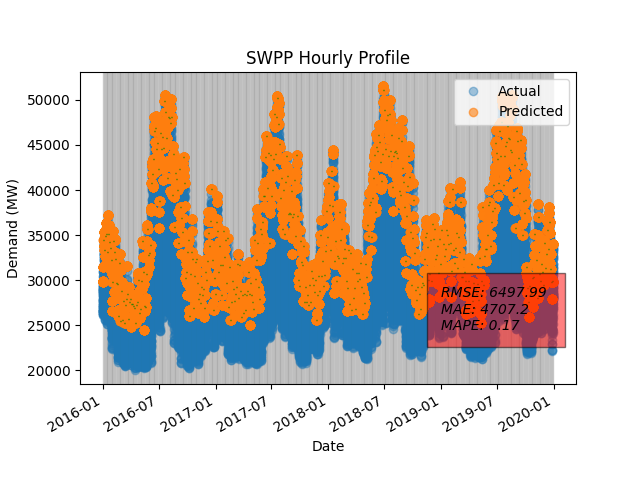 SWPP Hourly Profile
Actual
Predicted
50000
45000
40000
35000
30000
25000
20000
Demand (MW)
RMSE: 6497.99
MAE: 4707.2
MAPE: 0.17
2016-01
2016-07
2017-01
2017-07
2018-01
2018-07
2019-01
2019-07
2020-01
Date